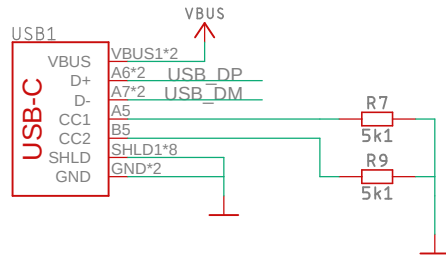 VBUS
USB1
USB-C
VBUS VBUS1*2
D+ A6*2 USB_DP
D- A7*2 USB_DM
CC1 A5
CC2 B5
SHLD SHLD1*8
GND GND*2
R7
5k1
R9
5k1